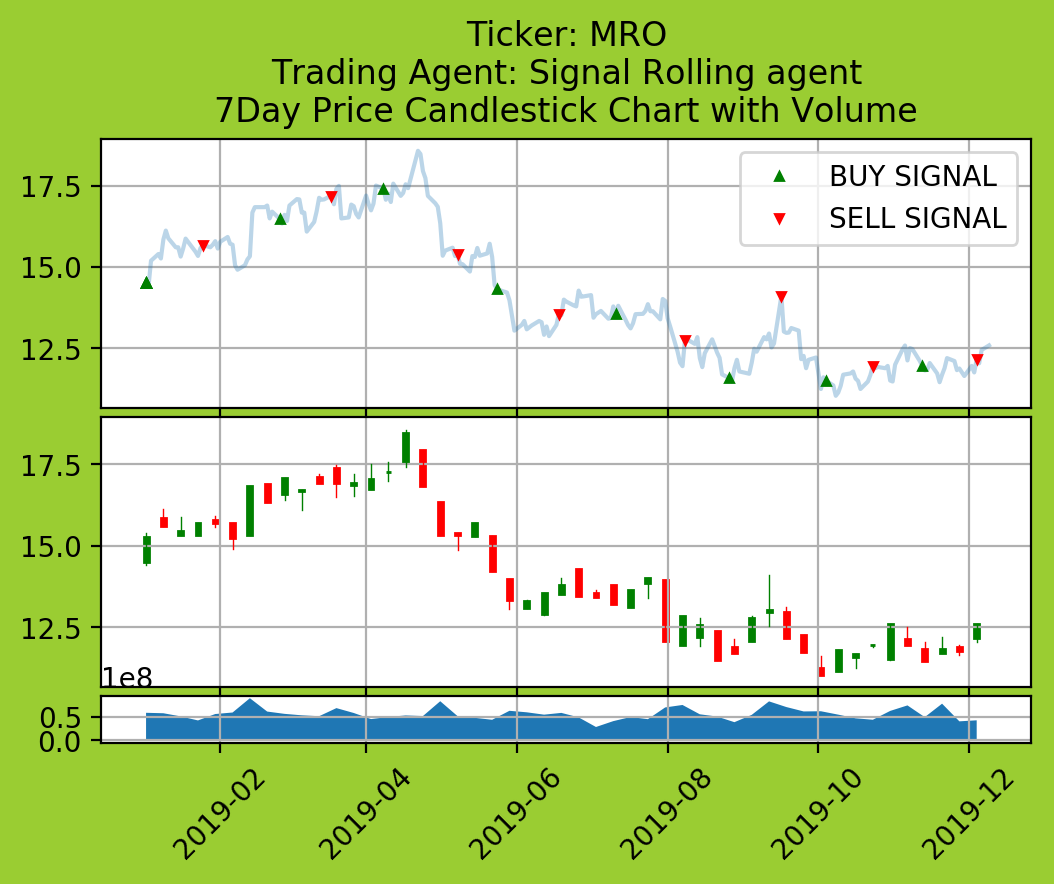 Ticker: MRO
Trading Agent: Signal Rolling agent
7Day Price Candlestick Chart with Volume
17.5
15.0
12.5
BUY SIGNAL
SELL SIGNAL
17.5
15.0
12.5
1e8
0.5
0.0
2019-02
2019-04
2019-06
2019-08
2019-10
2019-12